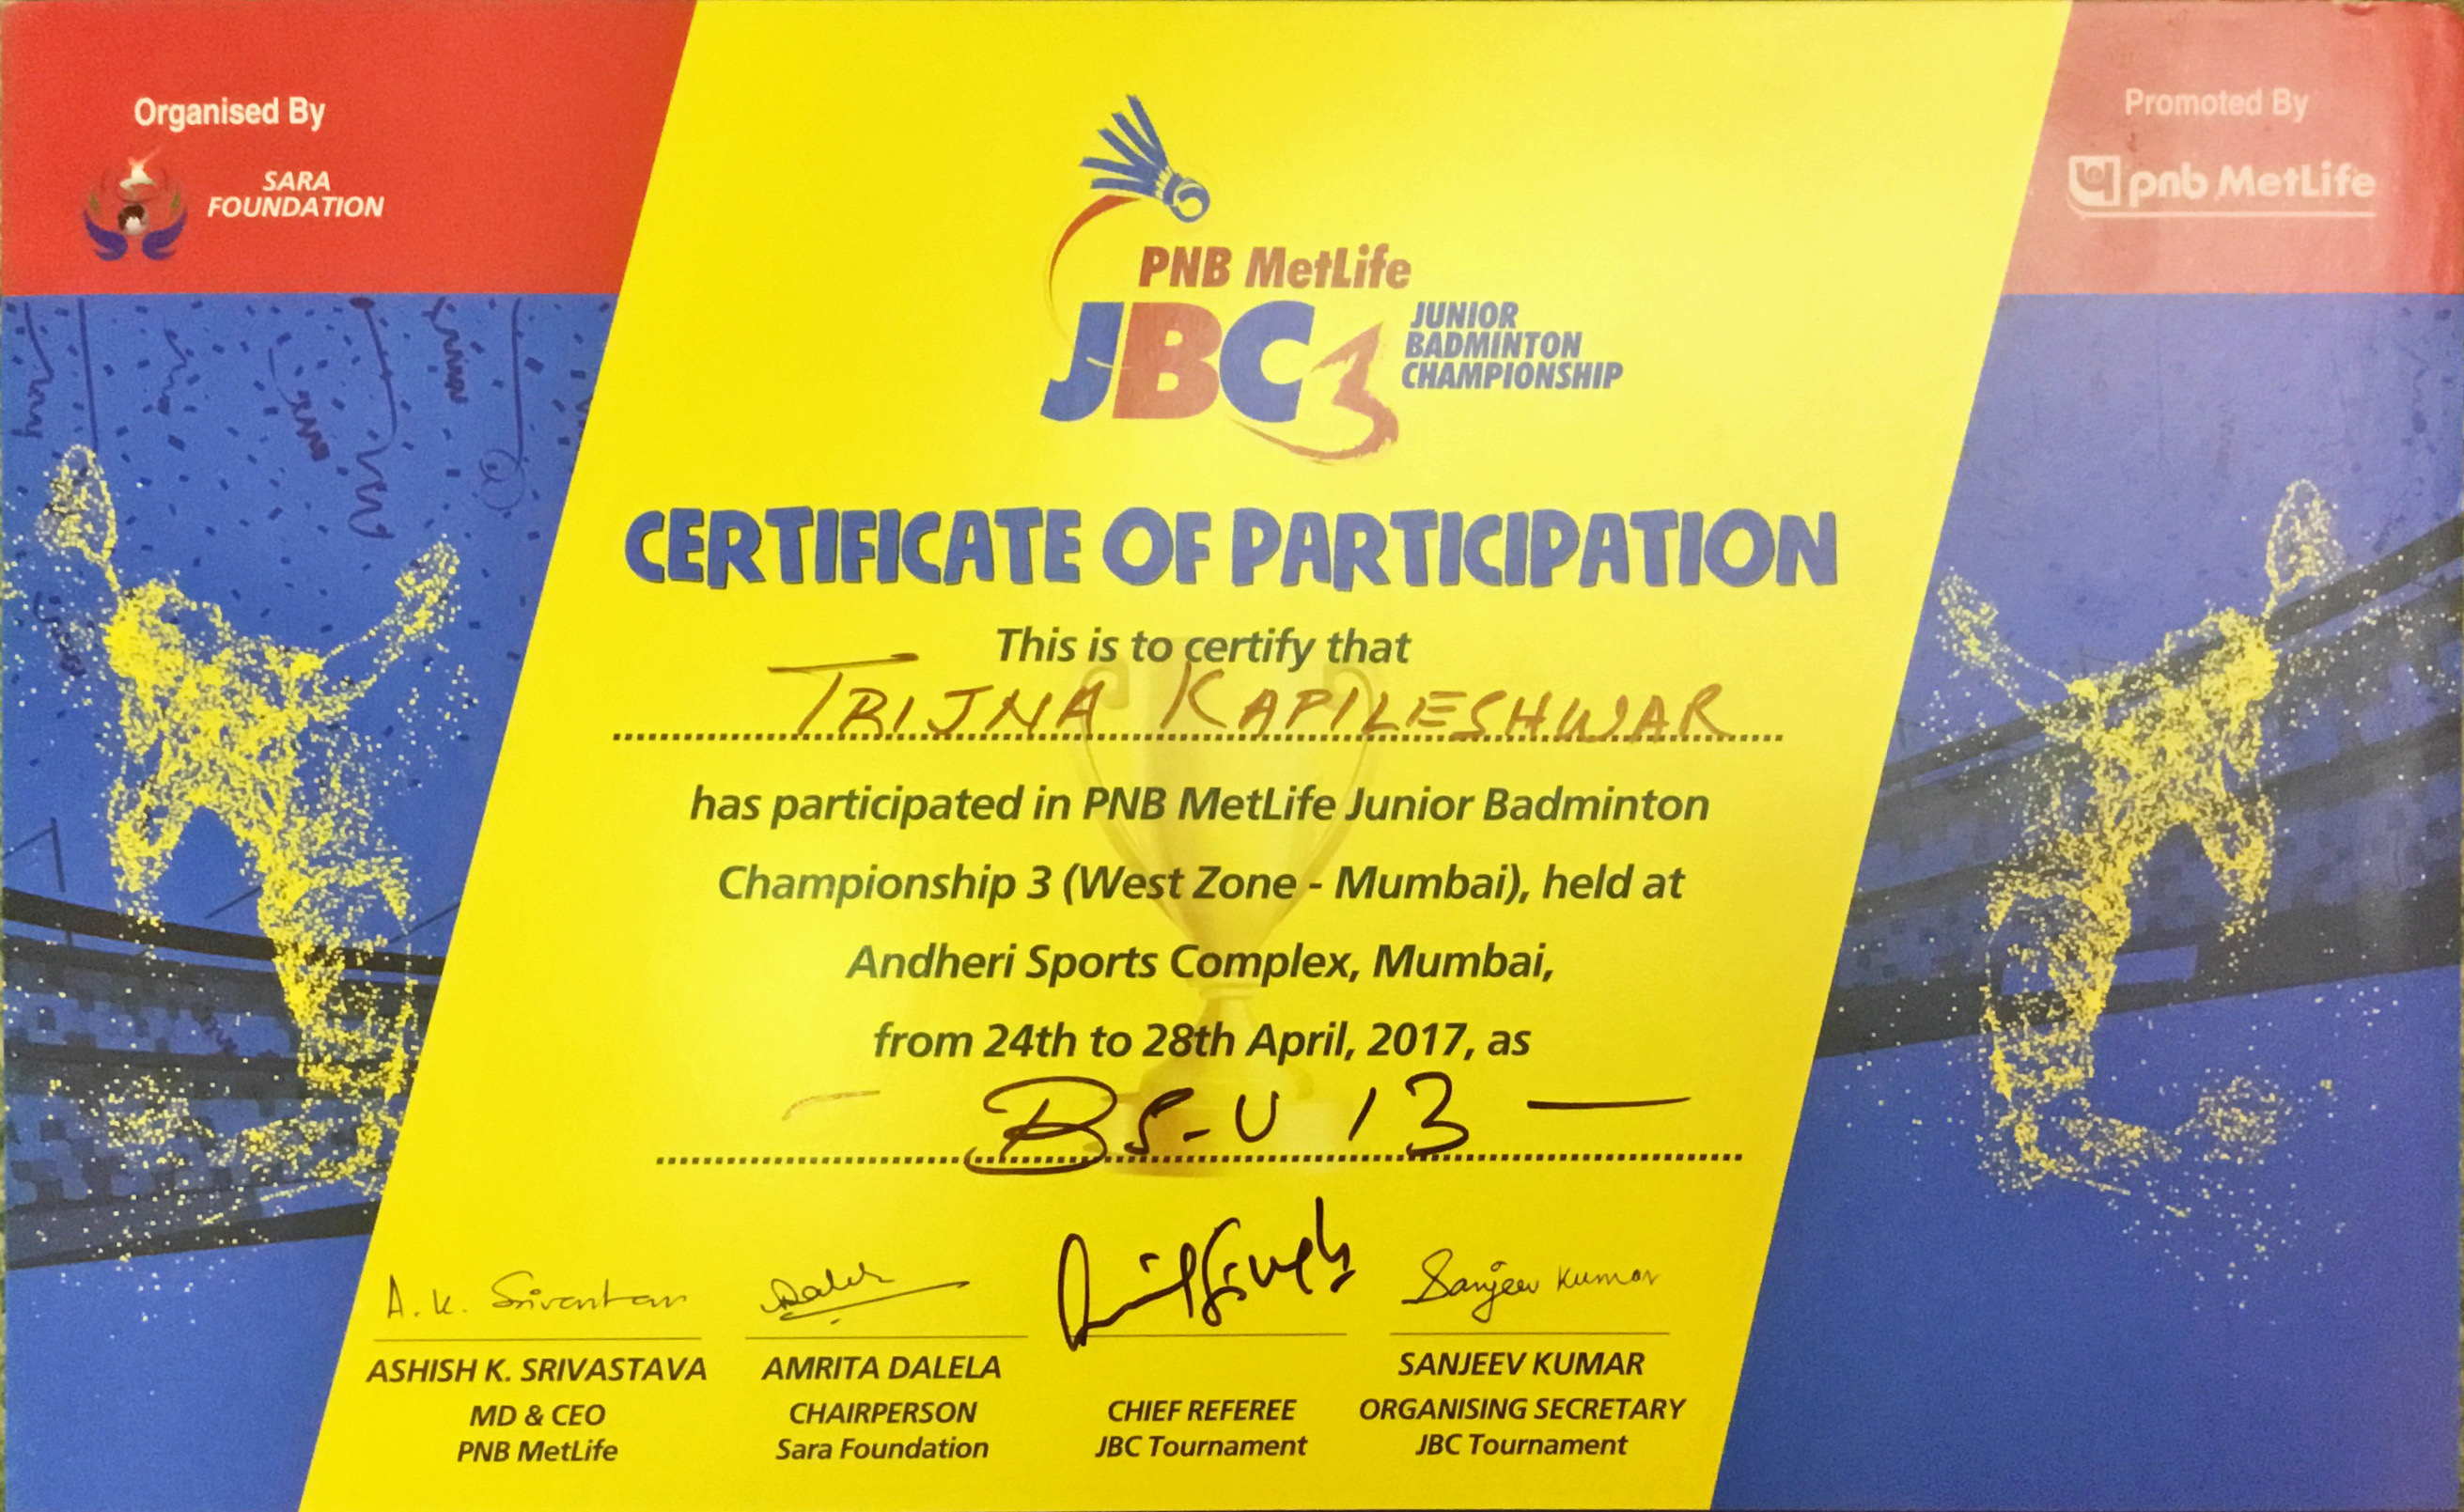 Organised By
SARA
FOUNDATION
Promoted By
pnb MetLife
PNB MetLife
JBC3
JUNIOR
BADMINTON
CHAMPIONSHIP
CERTIFICATE OF PARTICIPATION
This is to certify that
TRIJNA KAPILESHWAR
has participated in PNB MetLife Junior Badminton
Championship 3 (West Zone - Mumbai), held at
Andheri Sports Complex, Mumbai,
from 24th to 28th April, 2017, as
— BS-U 13 —
A. K. Srivastava
Sanjeev Kumar
ASHISH K. SRIVASTAVA
MD & CEO
PNB MetLife
AMRITA DALELA
CHAIRPERSON
Sara Foundation
CHIEF REFEREE
JBC Tournament
SANJEEV KUMAR
ORGANISING SECRETARY
JBC Tournament